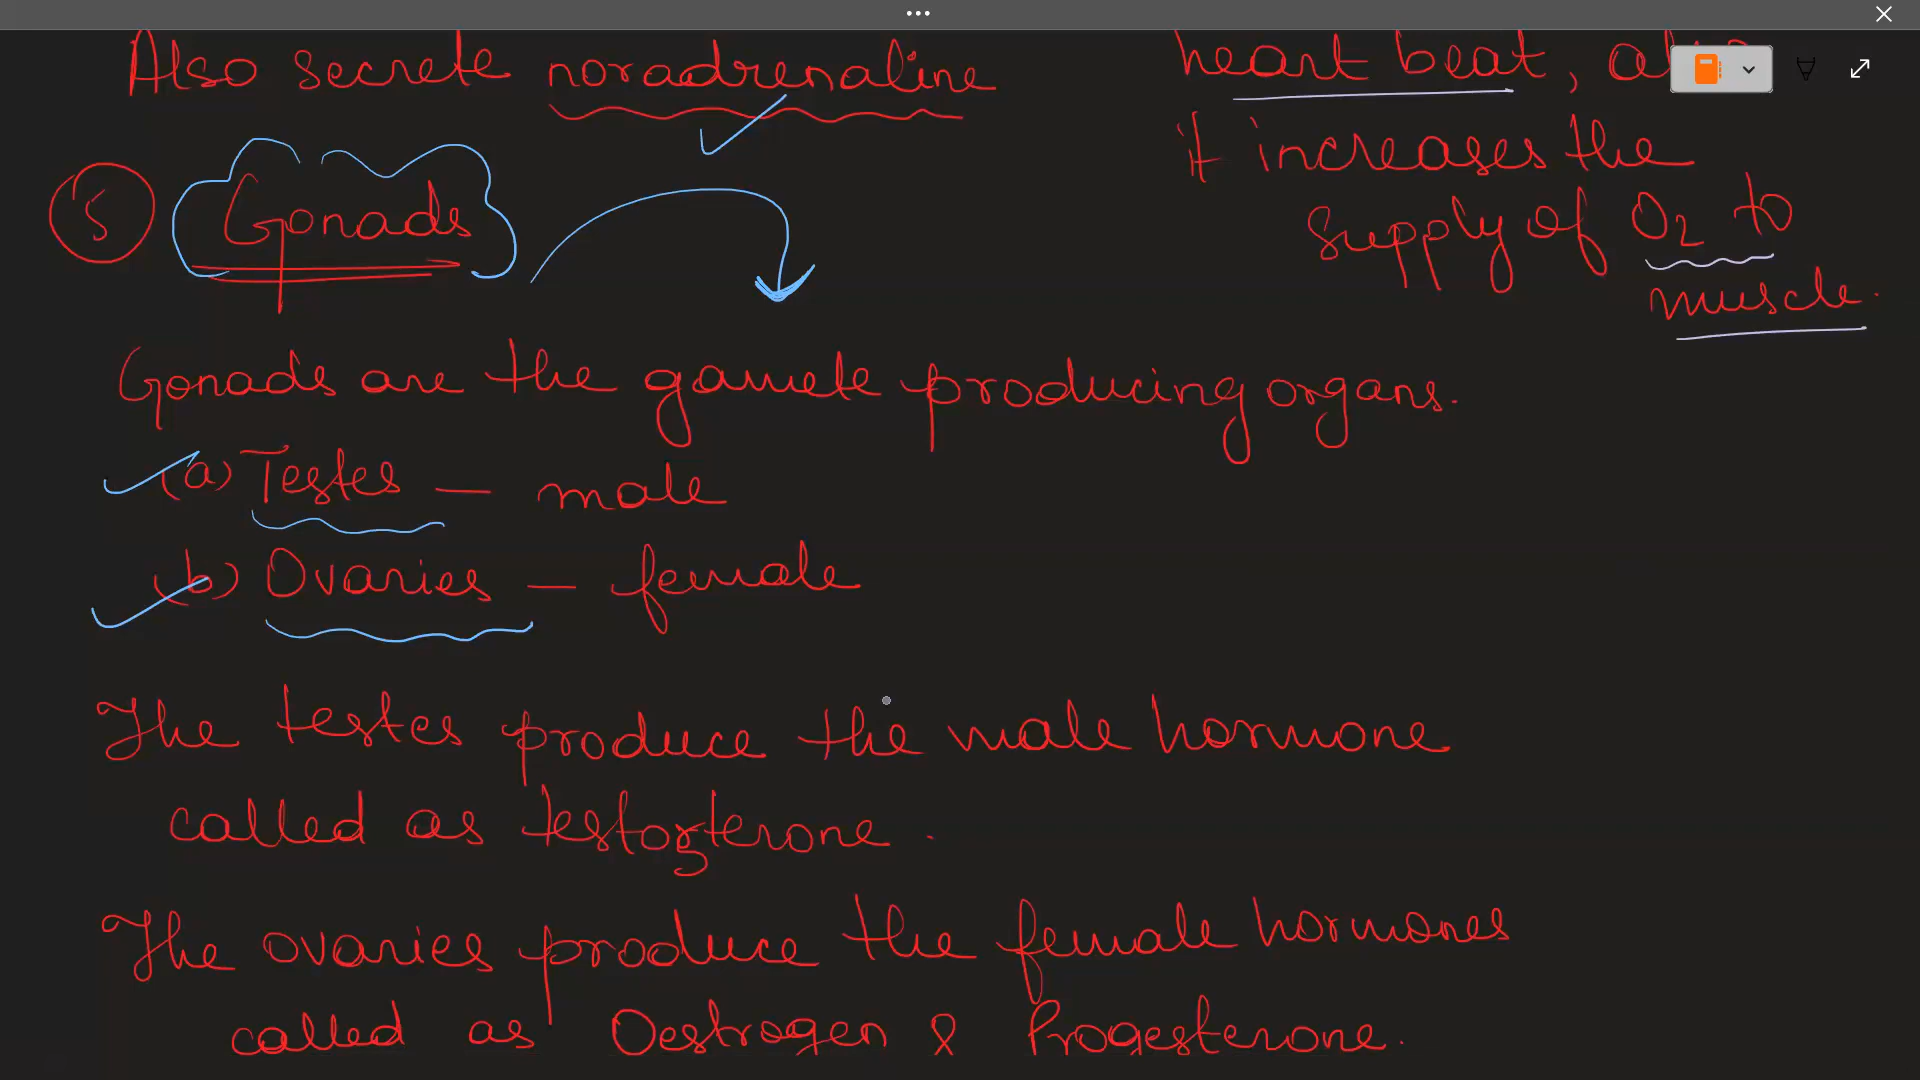 Also secrete noradrenaline
heart beat,
it increases the
supply of O2 to
muscle.
5 Gonads
Gonads are the gamete producing organs.
(a) Testes — male
(b) Ovaries — female
The testes produce the male hormone
called as testosterone.
The ovaries produce the female hormones
called as Oestrogen & Progesterone.